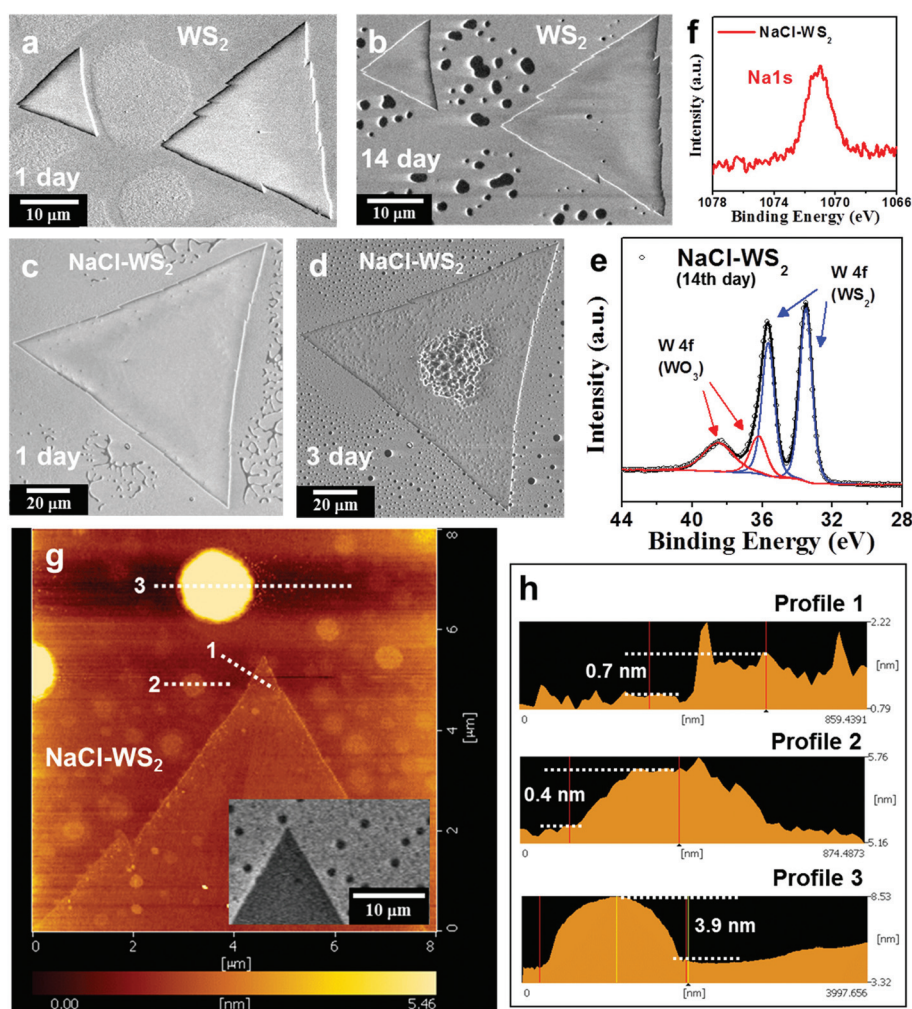 a
WS2
1 day
10 μm
b
WS2
14 day
10 μm
f
NaCl-WS2
Na1s
Intensity (a.u.)
1078 1074 1070 1066
Binding Energy (eV)
c
NaCl-WS2
1 day
20 μm
d
NaCl-WS2
3 day
20 μm
e
NaCl-WS2
(14th day)
W 4f
(WS2)
W 4f
(WO3)
Intensity (a.u.)
44 40 36 32 28
Binding Energy (eV)
g
3
1
2
NaCl-WS2
10 μm
8
6
4
2
0
[μm]
0 2 4 6 8
[μm]
0.00 [nm] 5.46
h
Profile 1
2.22
0.7 nm
[nm]
0.79
0 [nm] 859.4391
Profile 2
5.76
0.4 nm
[nm]
5.16
0 [nm] 874.4873
Profile 3
8.53
3.9 nm
[nm]
3.32
0 [nm] 3997.656